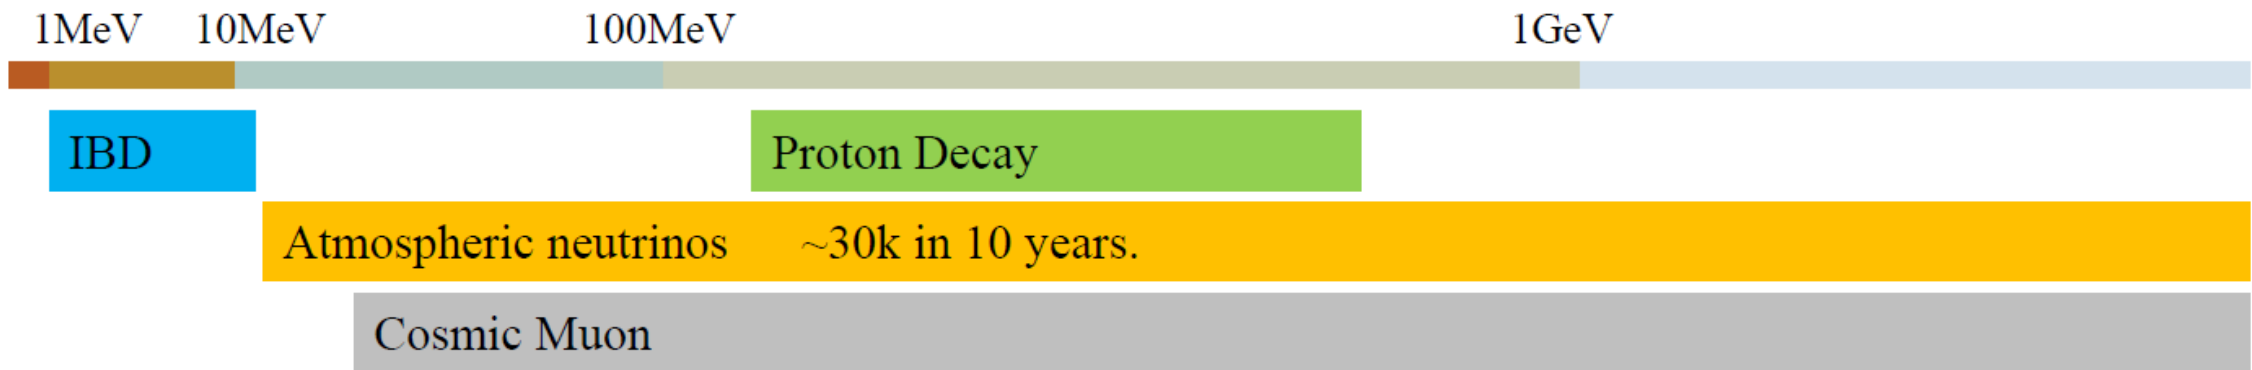 1MeV 10MeV 100MeV 1GeV
IBD Proton Decay
Atmospheric neutrinos ~30k in 10 years.
Cosmic Muon